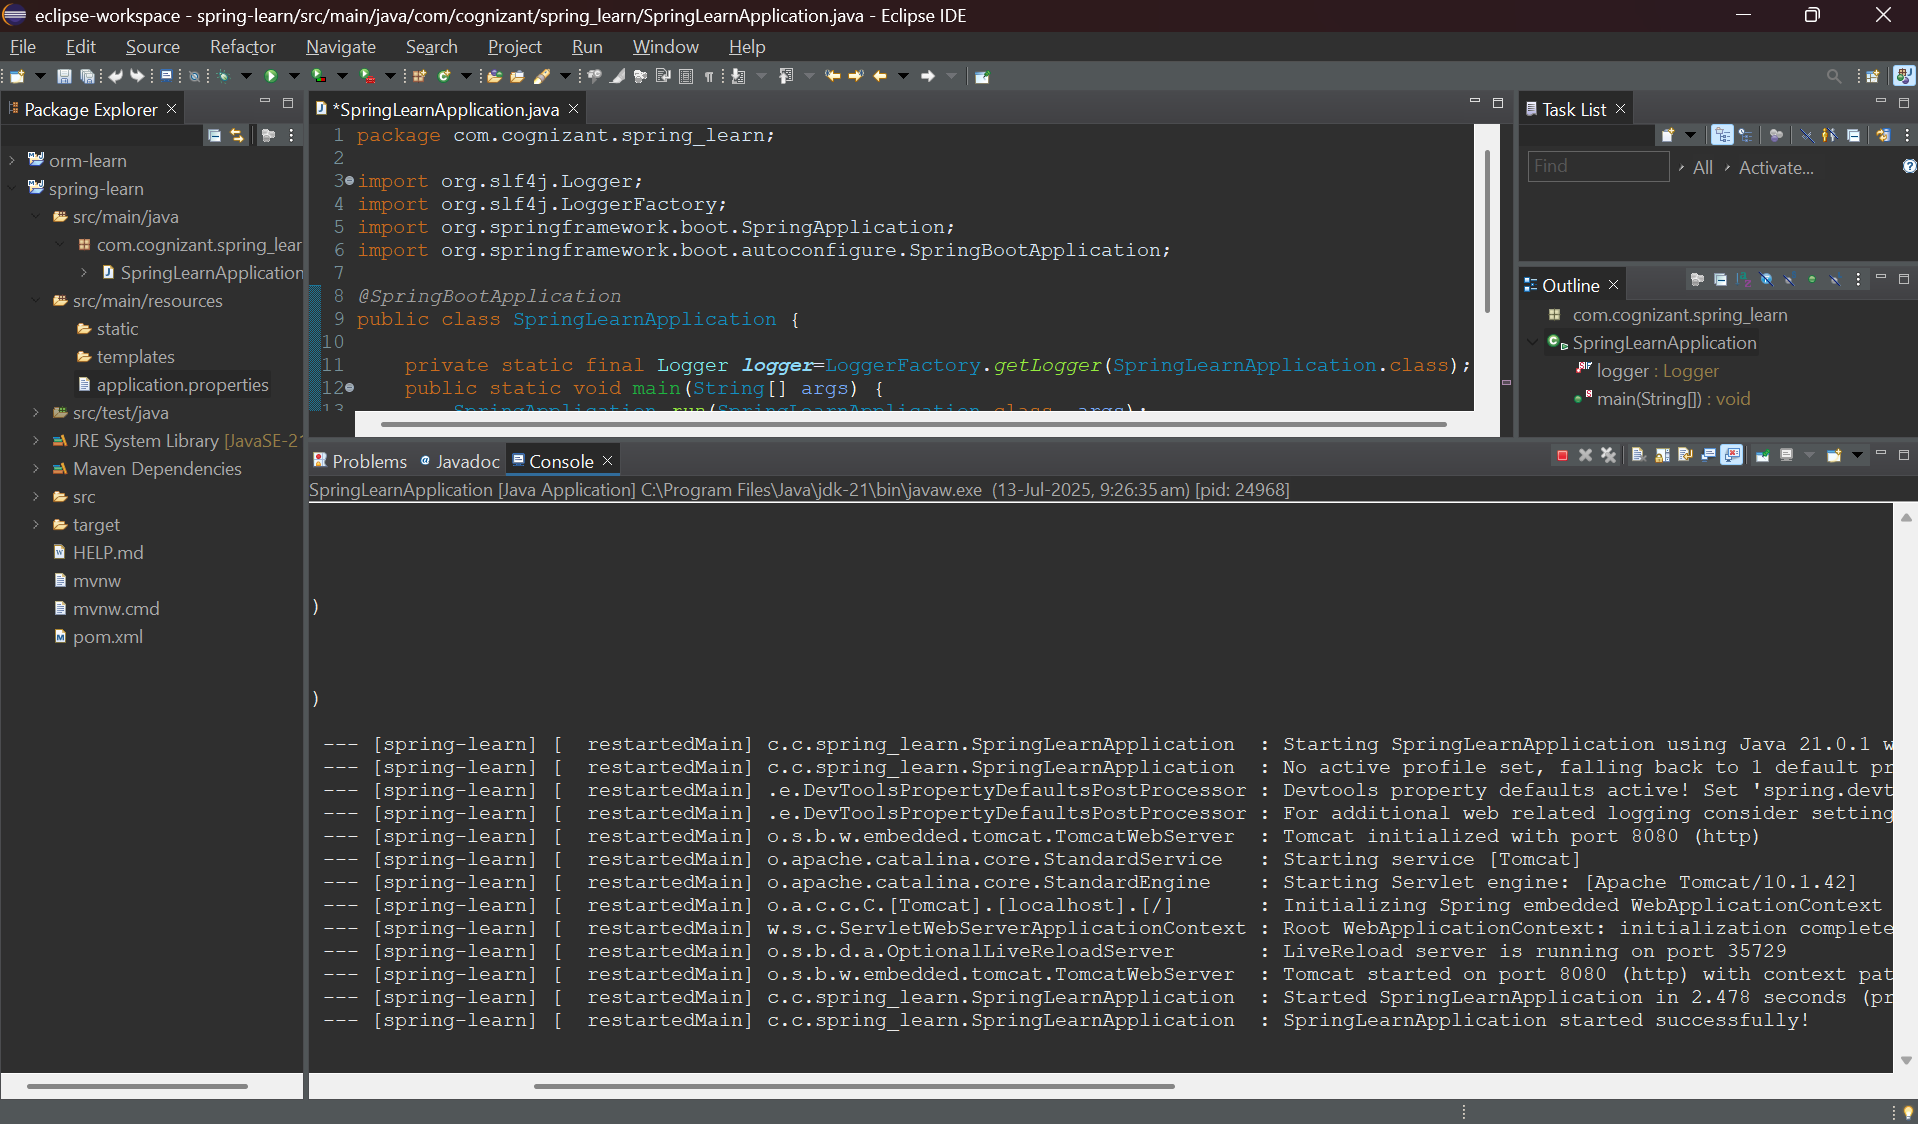 eclipse-workspace - spring-learn/src/main/java/com/cognizant/spring_learn/SpringLearnApplication.java - Eclipse IDE
File Edit Source Refactor Navigate Search Project Run Window Help
Package Explorer
orm-learn
spring-learn
src/main/java
com.cognizant.spring_lear
SpringLearnApplication
src/main/resources
static
templates
application.properties
src/test/java
JRE System Library [JavaSE-21
Maven Dependencies
src
target
HELP.md
mvnw
mvnw.cmd
pom.xml
*SpringLearnApplication.java
1 package com.cognizant.spring_learn;
2
3 import org.slf4j.Logger;
4 import org.slf4j.LoggerFactory;
5 import org.springframework.boot.SpringApplication;
6 import org.springframework.boot.autoconfigure.SpringBootApplication;
7
8 @SpringBootApplication
9 public class SpringLearnApplication {
10
11 private static final Logger logger=LoggerFactory.getLogger(SpringLearnApplication.class);
12 public static void main(String[] args) {
13 SpringApplication.run(SpringLearnApplication.class, args);
Task List
Find All Activate...
Outline
com.cognizant.spring_learn
SpringLearnApplication
logger : Logger
main(String[]) : void
Problems Javadoc Console
SpringLearnApplication [Java Application] C:\Program Files\Java\jdk-21\bin\javaw.exe (13-Jul-2025, 9:26:35 am) [pid: 24968]
)
)
--- [spring-learn] [ restartedMain] c.c.spring_learn.SpringLearnApplication : Starting SpringLearnApplication using Java 21.0.1 w
--- [spring-learn] [ restartedMain] c.c.spring_learn.SpringLearnApplication : No active profile set, falling back to 1 default pr
--- [spring-learn] [ restartedMain] .e.DevToolsPropertyDefaultsPostProcessor : Devtools property defaults active! Set 'spring.devt
--- [spring-learn] [ restartedMain] .e.DevToolsPropertyDefaultsPostProcessor : For additional web related logging consider setting
--- [spring-learn] [ restartedMain] o.s.b.w.embedded.tomcat.TomcatWebServer : Tomcat initialized with port 8080 (http)
--- [spring-learn] [ restartedMain] o.apache.catalina.core.StandardService : Starting service [Tomcat]
--- [spring-learn] [ restartedMain] o.apache.catalina.core.StandardEngine : Starting Servlet engine: [Apache Tomcat/10.1.42]
--- [spring-learn] [ restartedMain] o.a.c.c.C.[Tomcat].[localhost].[/] : Initializing Spring embedded WebApplicationContext
--- [spring-learn] [ restartedMain] w.s.c.ServletWebServerApplicationContext : Root WebApplicationContext: initialization complete
--- [spring-learn] [ restartedMain] o.s.b.d.a.OptionalLiveReloadServer : LiveReload server is running on port 35729
--- [spring-learn] [ restartedMain] o.s.b.w.embedded.tomcat.TomcatWebServer : Tomcat started on port 8080 (http) with context pat
--- [spring-learn] [ restartedMain] c.c.spring_learn.SpringLearnApplication : Started SpringLearnApplication in 2.478 seconds (pr
--- [spring-learn] [ restartedMain] c.c.spring_learn.SpringLearnApplication : SpringLearnApplication started successfully!